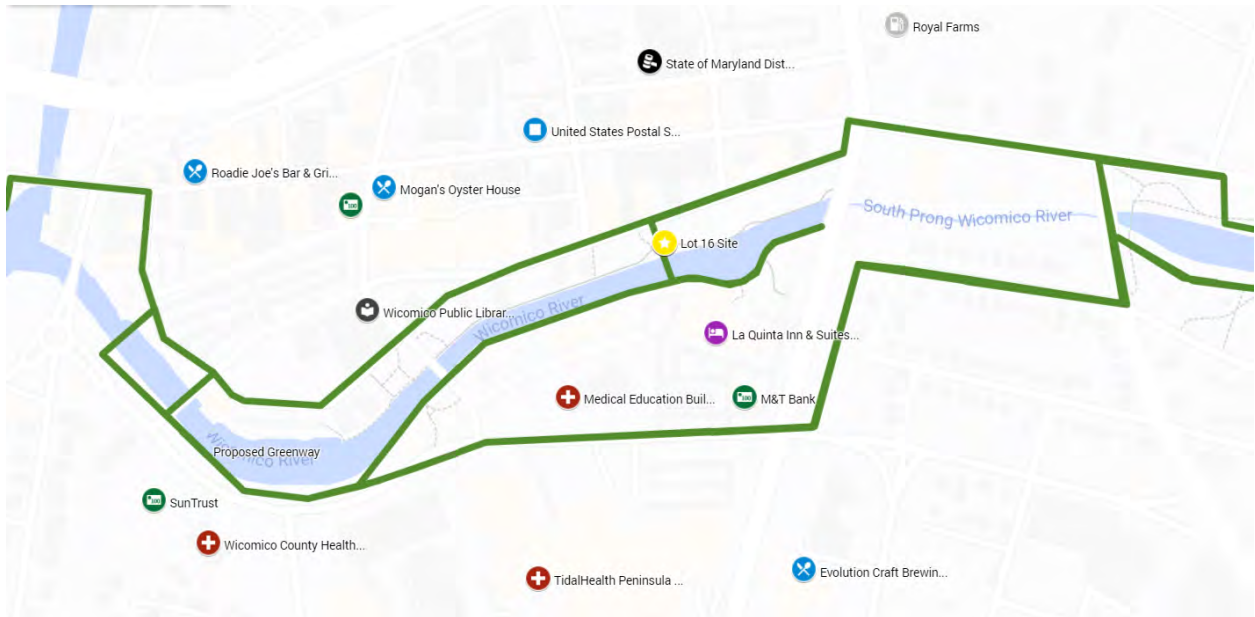 Royal Farms
State of Maryland Dist...
United States Postal S...
Roadie Joe's Bar & Gri...
Mogan's Oyster House
South Prong Wicomico River
Lot 16 Site
Wicomico Public Librar...
Wicomico River
La Quinta Inn & Suites...
Medical Education Buil...
M&T Bank
Wicomico River
Proposed Greenway
SunTrust
Wicomico County Health...
TidalHealth Peninsula ...
Evolution Craft Brewin...